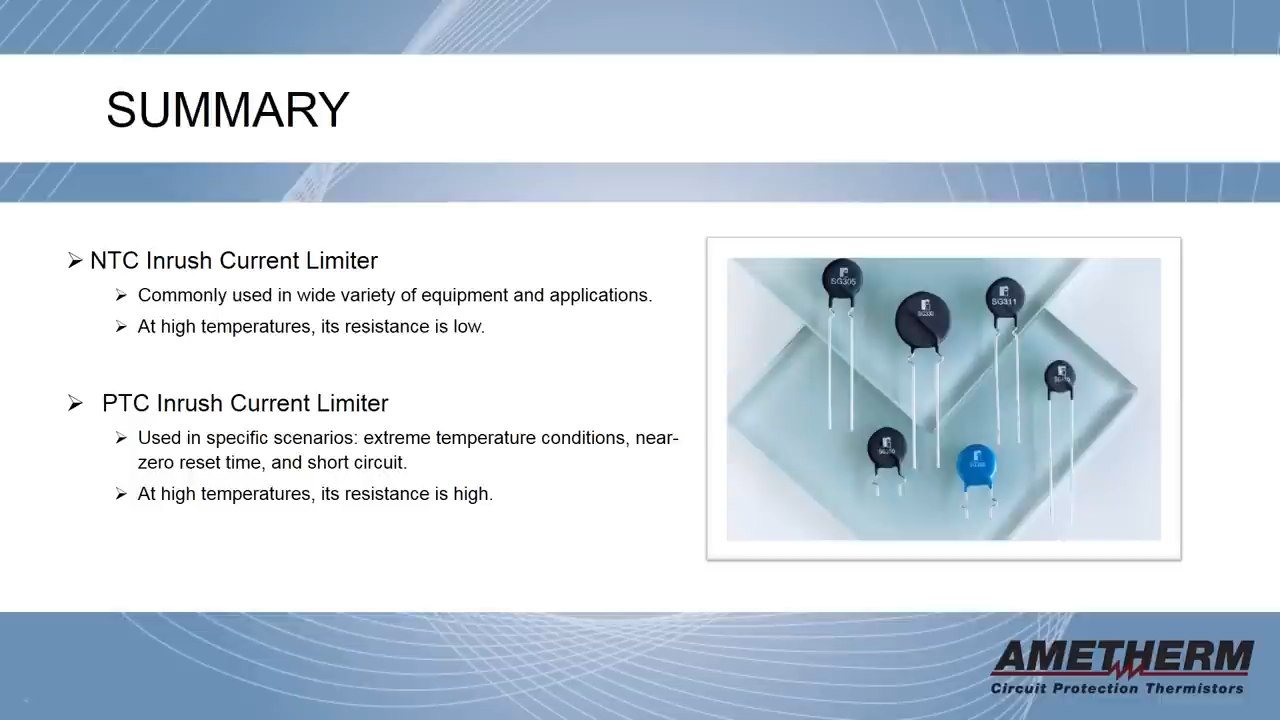 SUMMARY
➢ NTC Inrush Current Limiter
➢ Commonly used in wide variety of equipment and applications.
➢ At high temperatures, its resistance is low.
➢ PTC Inrush Current Limiter
➢ Used in specific scenarios: extreme temperature conditions, near-
zero reset time, and short circuit.
➢ At high temperatures, its resistance is high.
SG305
SG311
AMETHERM
Circuit Protection Thermistors